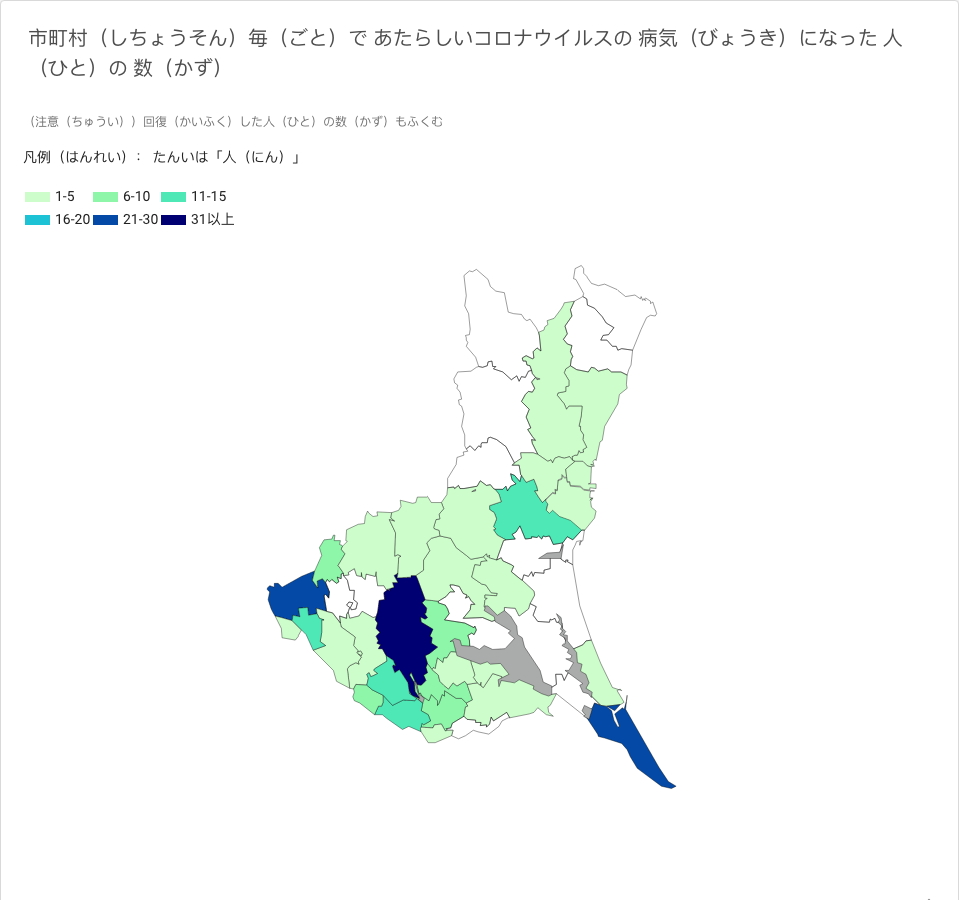 市町村（しちょうそん）毎（ごと）で あたらしいコロナウイルスの 病気（びょうき）になった 人
（ひと）の 数（かず）
（注意（ちゅうい））回復（かいふく）した人（ひと）の数（かず）もふくむ
凡例（はんれい）： たんいは「人（にん）」
1-5 6-10 11-15
16-20 21-30 31以上